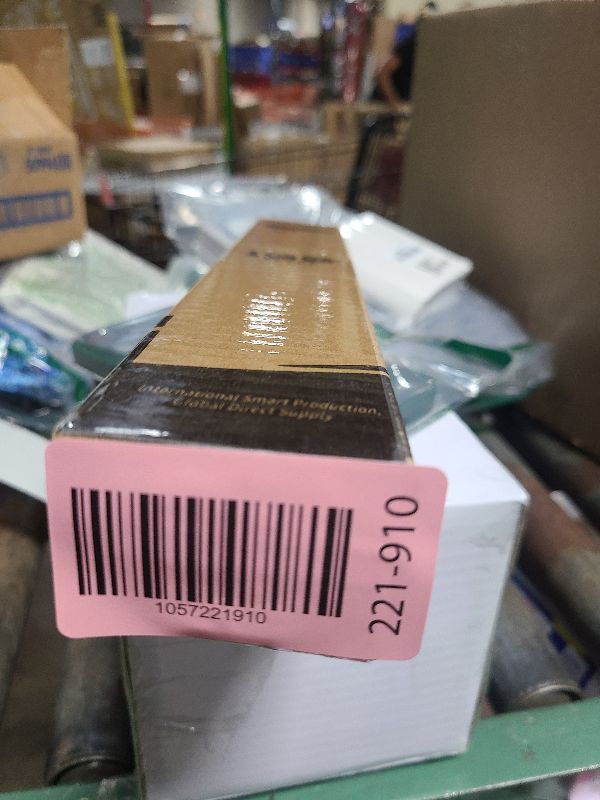 International Smart Production,
Global Direct Supply
1057221910
221-910